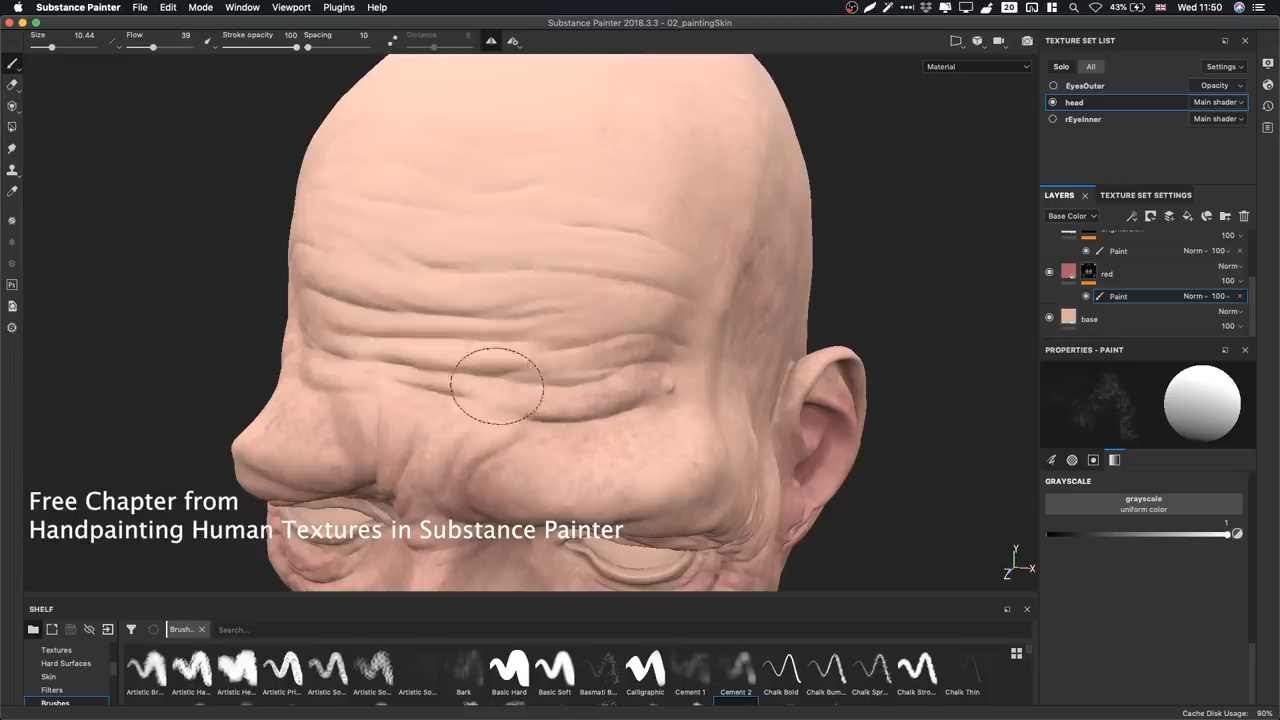 Substance Painter File Edit Mode Window Viewport Plugins Help 20 43% Wed 11:50
Substance Painter 2018.3.3 - 02_paintingSkin
Size 10.44 Flow 39 Stroke opacity 100 Spacing 10 Distance 8
Material
TEXTURE SET LIST
Solo All Settings
EyesOuter Opacity
head Main shader
rEyeInner Main shader
LAYERS TEXTURE SET SETTINGS
Base Color
100
Paint Norm 100
Norm
red
100
Paint Norm 100
Norm
base
100
PROPERTIES - PAINT
GRAYSCALE
grayscale
uniform color
1
Free Chapter from
Handpainting Human Textures in Substance Painter
Y
X
Z
SHELF
Brush.. Search...
Textures
Hard Surfaces
Skin
Filters
Brushes
Artistic Br... Artistic Ha... Artistic He... Artistic Pri... Artistic So... Artistic So... Artistic So... Bark Basic Hard Basic Soft Basmati B... Calligraphic Cement 1 Cement 2 Chalk Bold Chalk Bum... Chalk Spr... Chalk Stro... Chalk Thin
Cache Disk Usage: 90%